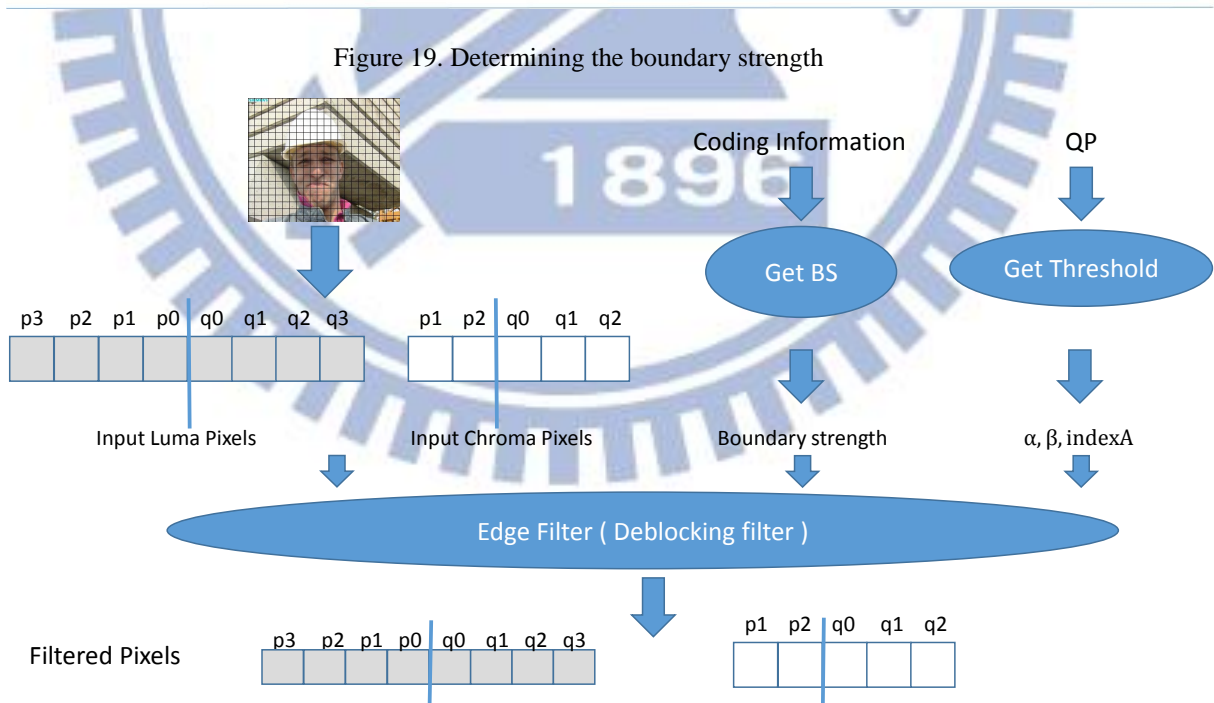 Figure 19. Determining the boundary strength
Coding Information
QP
1896
Get BS
Get Threshold
p3 p2 p1 p0 q0 q1 q2 q3
p1 p2 q0 q1 q2
Input Luma Pixels
Input Chroma Pixels
Boundary strength
α, β, indexA
Edge Filter ( Deblocking filter )
Filtered Pixels
p3 p2 p1 p0 q0 q1 q2 q3
p1 p2 q0 q1 q2